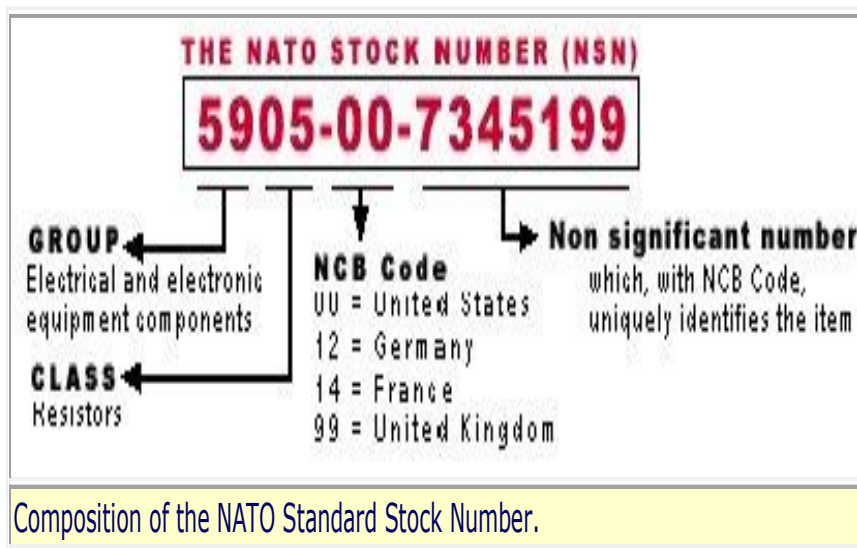 THE NATO STOCK NUMBER (NSN)
5905-00-7345199
GROUP
Electrical and electronic
equipment components
CLASS
Resistors
NCB Code
00 = United States
12 = Germany
14 = France
99 = United Kingdom
Non significant number
which, with NCB Code,
uniquely identifies the item
Composition of the NATO Standard Stock Number.